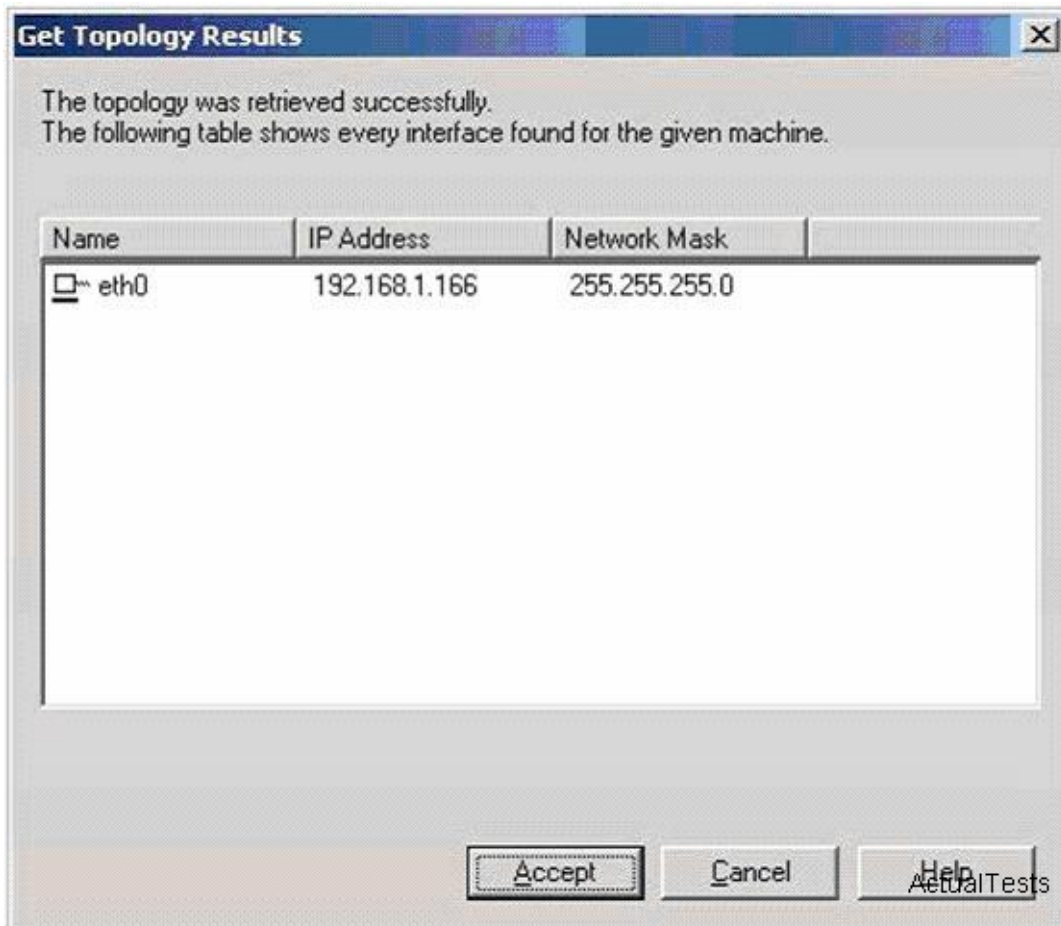 Get Topology Results
The topology was retrieved successfully.
The following table shows every interface found for the given machine.
Name IP Address Network Mask
eth0 192.168.1.166 255.255.255.0
Accept Cancel Help
ActualTests